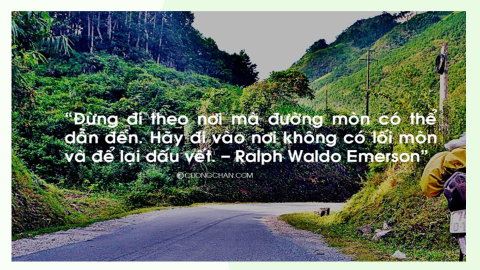 “Đừng đi theo nơi mà đường mòn có thể
dẫn đến. Hãy đi vào nơi không có lối mòn
và để lại dấu vết. – Ralph Waldo Emerson”
©CUONGCHAN.COM